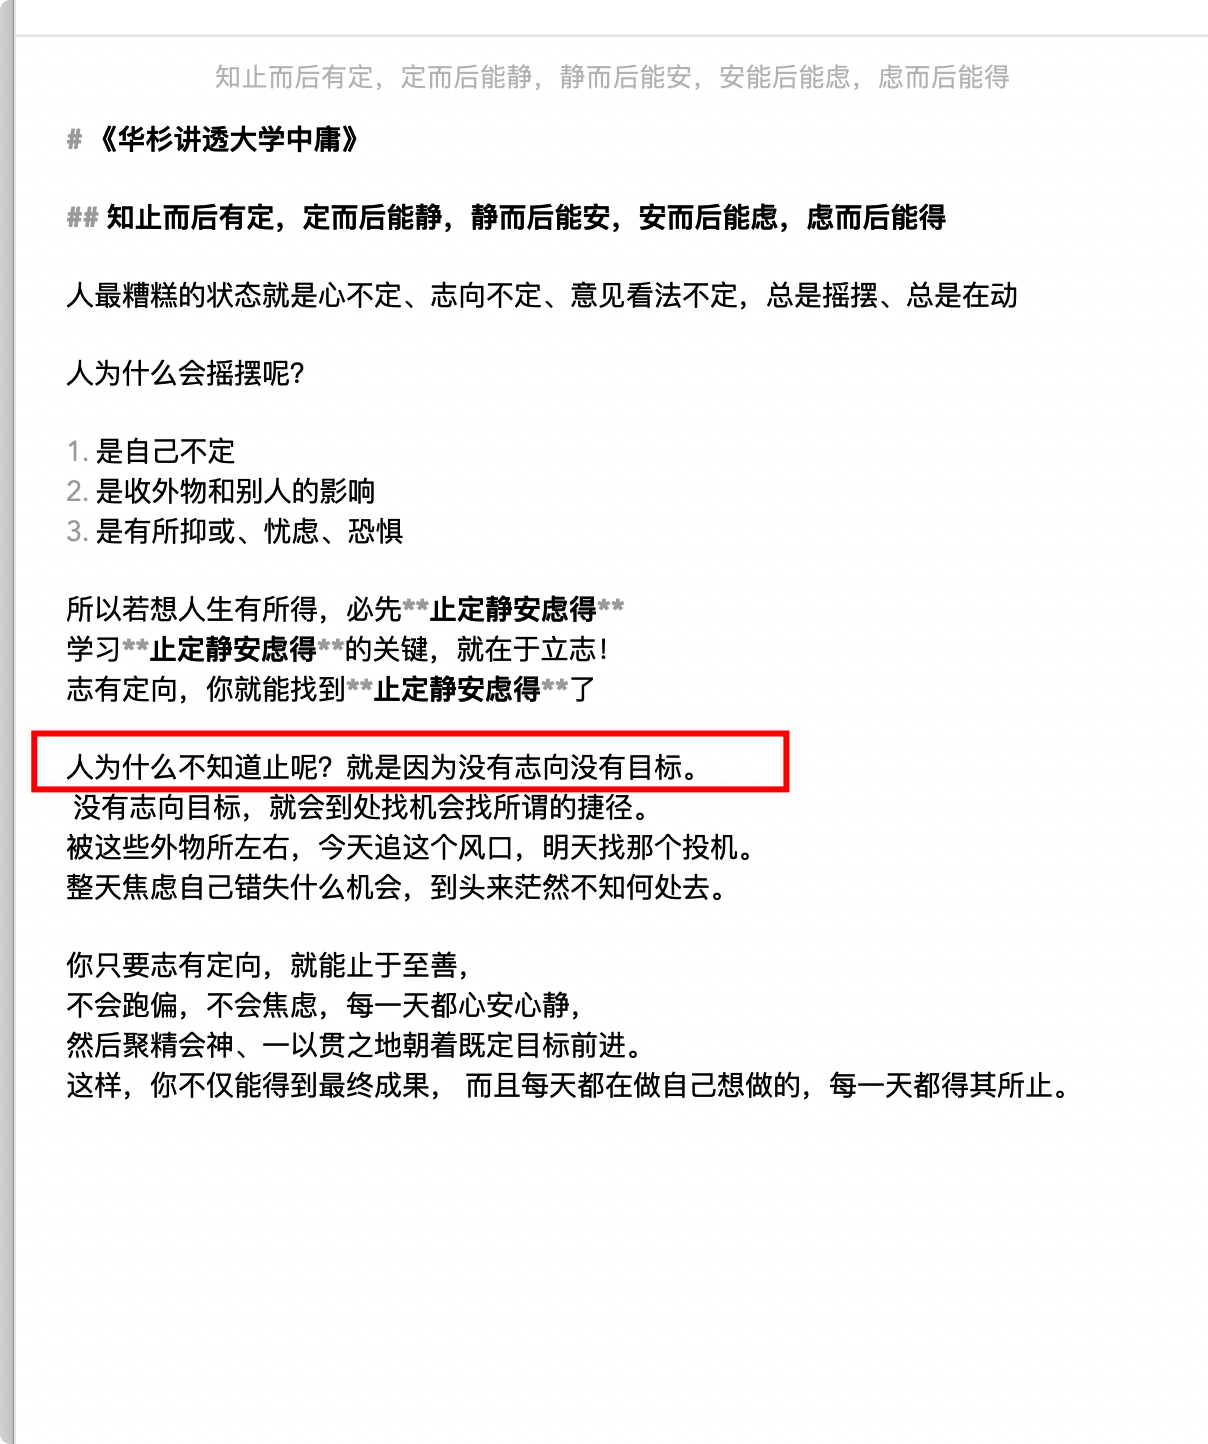 知止而后有定，定而后能静，静而后能安，安能后能虑，虑而后能得
# 《华杉讲透大学中庸》
## 知止而后有定，定而后能静，静而后能安，安而后能虑，虑而后能得
人最糟糕的状态就是心不定、志向不定、意见看法不定，总是摇摆、总是在动
人为什么会摇摆呢？
1. 是自己不定
2. 是收外物和别人的影响
3. 是有所抑或、忧虑、恐惧
所以若想人生有所得，必先**止定静安虑得**
学习**止定静安虑得**的关键，就在于立志！
志有定向，你就能找到**止定静安虑得**了
人为什么不知道止呢？就是因为没有志向没有目标。
没有志向目标，就会到处找机会找所谓的捷径。
被这些外物所左右，今天追这个风口，明天找那个投机。
整天焦虑自己错失什么机会，到头来茫然不知何处去。
你只要志有定向，就能止于至善，
不会跑偏，不会焦虑，每一天都心安心静，
然后聚精会神、一以贯之地朝着既定目标前进。
这样，你不仅能得到最终成果， 而且每天都在做自己想做的，每一天都得其所止。